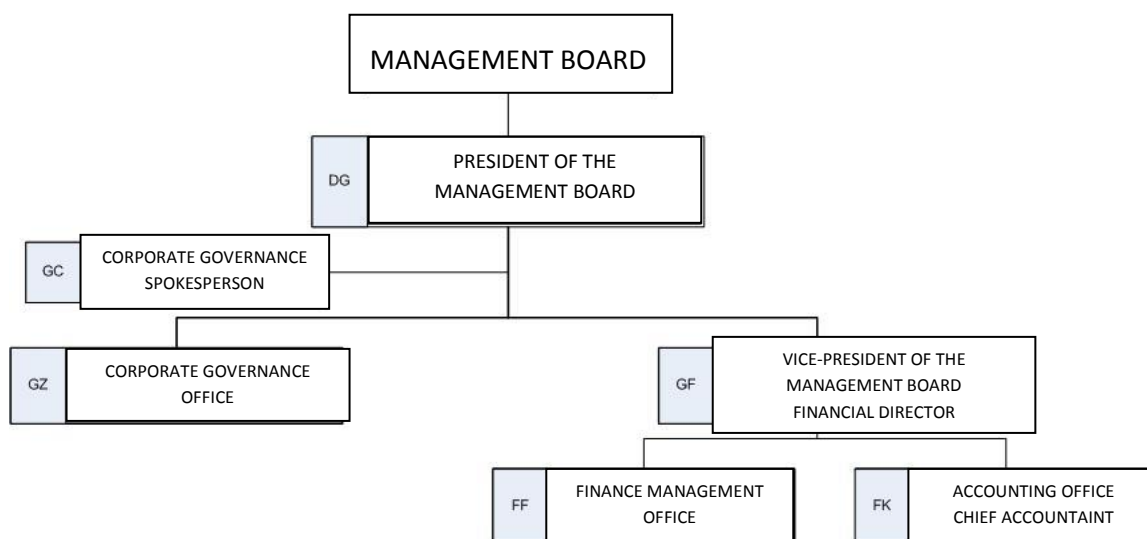 MANAGEMENT BOARD
DG
PRESIDENT OF THE
MANAGEMENT BOARD
GC
CORPORATE GOVERNANCE
SPOKESPERSON
GZ
CORPORATE GOVERNANCE
OFFICE
GF
VICE-PRESIDENT OF THE
MANAGEMENT BOARD
FINANCIAL DIRECTOR
FF
FINANCE MANAGEMENT
OFFICE
FK
ACCOUNTING OFFICE
CHIEF ACCOUNTAINT